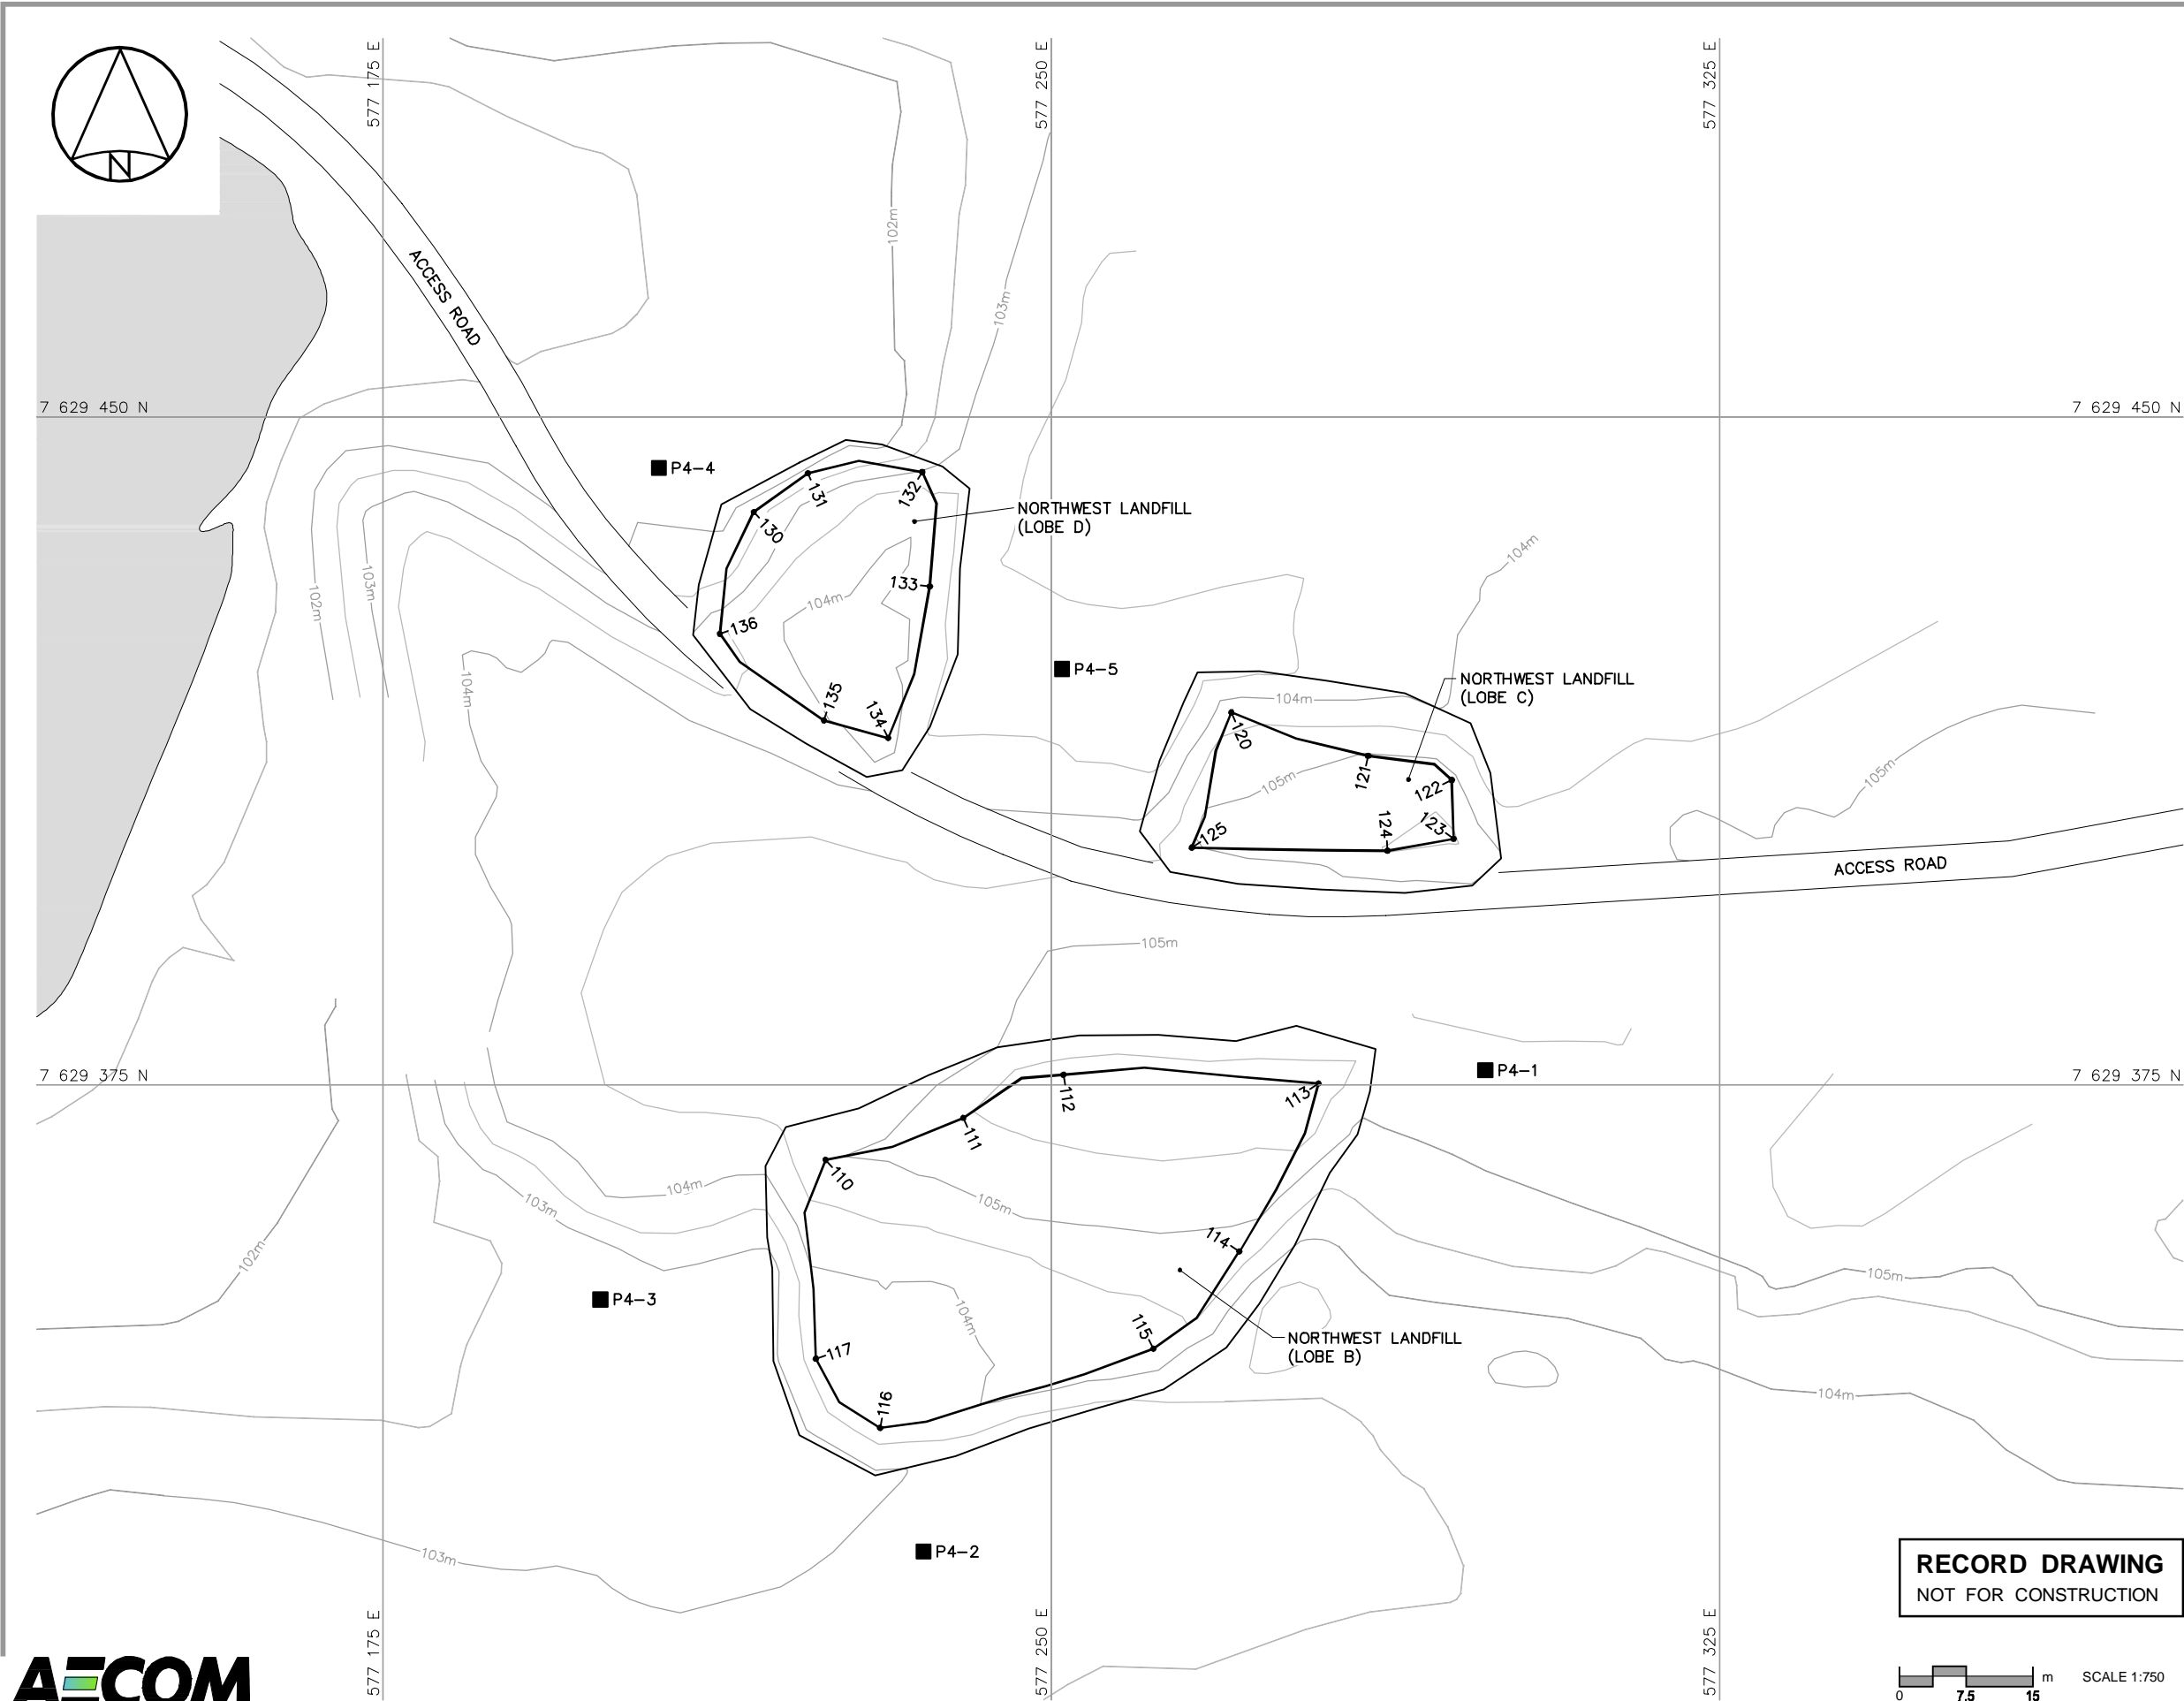 577 175 E
577 250 E
577 325 E
N
102m
103m
ACCESS ROAD
7 629 450 N
7 629 450 N
P4-4
131
132
130
NORTHWEST LANDFILL
(LOBE D)
104m
103m
102m
133
104m
136
P4-5
104m
135
134
104m
NORTHWEST LANDFILL
(LOBE C)
120
121
105m
122
105m
125
124
123
ACCESS ROAD
105m
7 629 375 N
7 629 375 N
P4-1
112
113
111
110
104m
103m
105m
114
102m
105m
P4-3
104m
115
NORTHWEST LANDFILL
(LOBE B)
117
116
104m
103m
P4-2
RECORD DRAWING
NOT FOR CONSTRUCTION
577 175 E
577 250 E
577 325 E
AECOM
m
SCALE 1:750
0
7.5
15